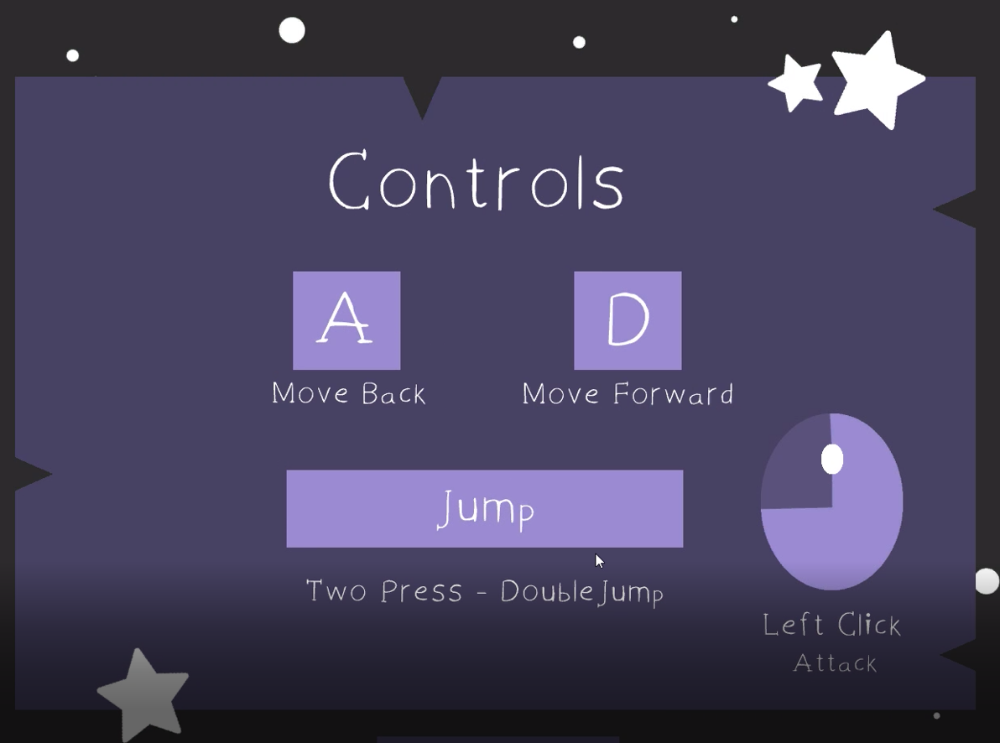 Controls
A
D
Move Back
Move Forward
Jump
Two Press - DoubleJump
Left Click
Attack